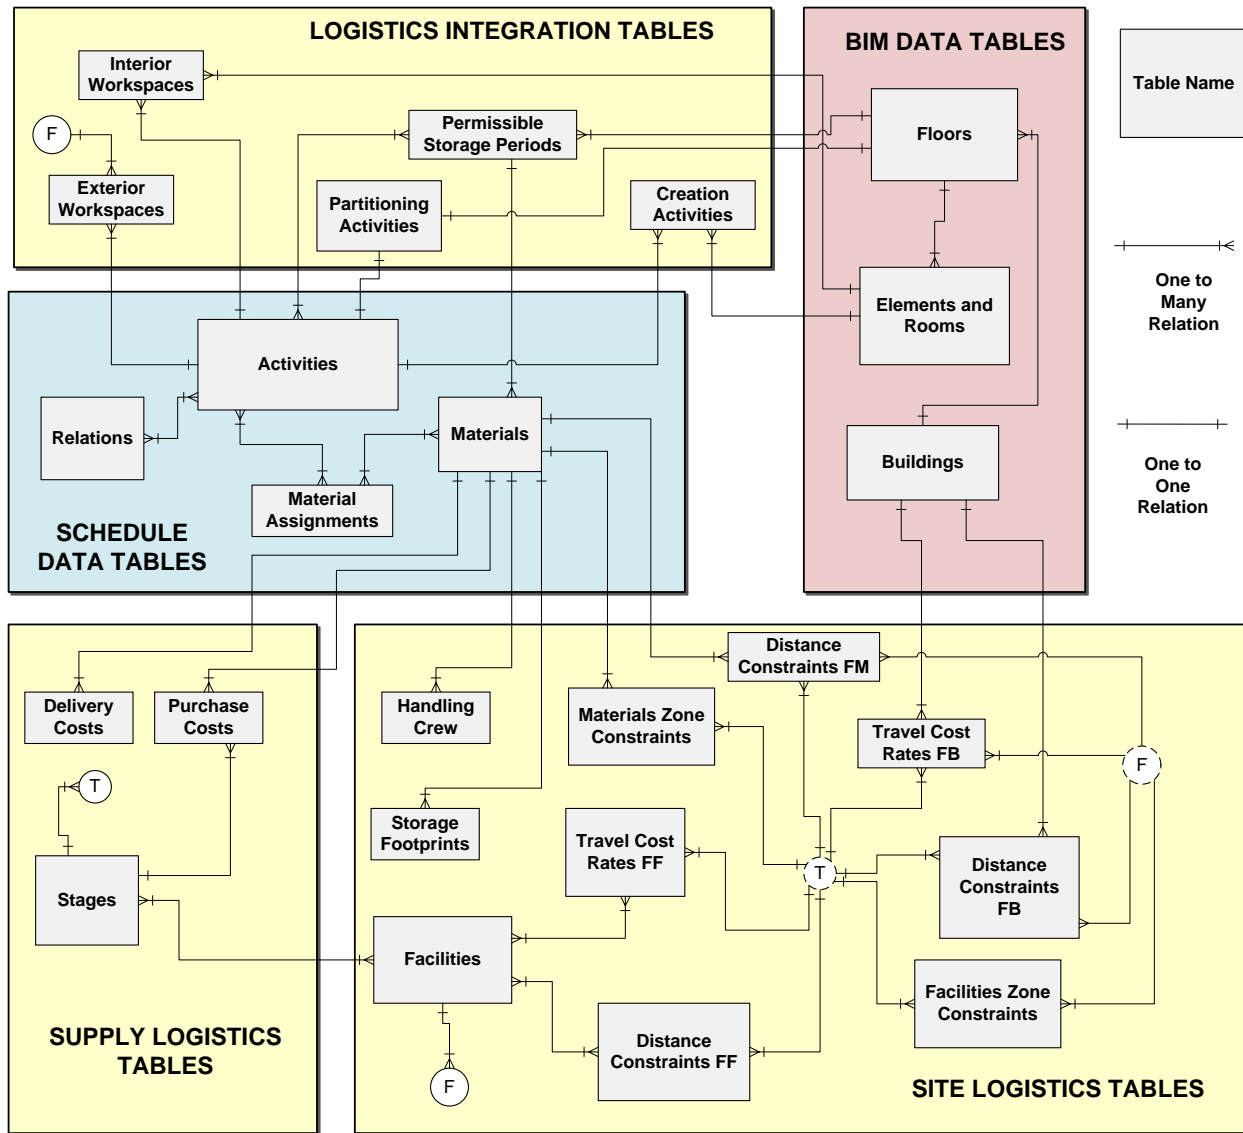 LOGISTICS INTEGRATION TABLES
Interior
Workspaces
F
Exterior
Workspaces
Permissible
Storage Periods
Partitioning
Activities
Creation
Activities
BIM DATA TABLES
Floors
Elements and
Rooms
Buildings
Table Name
One to
Many
Relation
One to
One
Relation
Activities
Relations
Materials
Material
Assignments
SCHEDULE
DATA TABLES
Delivery
Costs
Purchase
Costs
T
Stages
SUPPLY LOGISTICS
TABLES
Distance
Constraints FM
Handling
Crew
Materials Zone
Constraints
Travel Cost
Rates FB
F
Storage
Footprints
Travel Cost
Rates FF
T
Distance
Constraints
FB
Facilities
Facilities Zone
Constraints
Distance
Constraints FF
F
SITE LOGISTICS TABLES